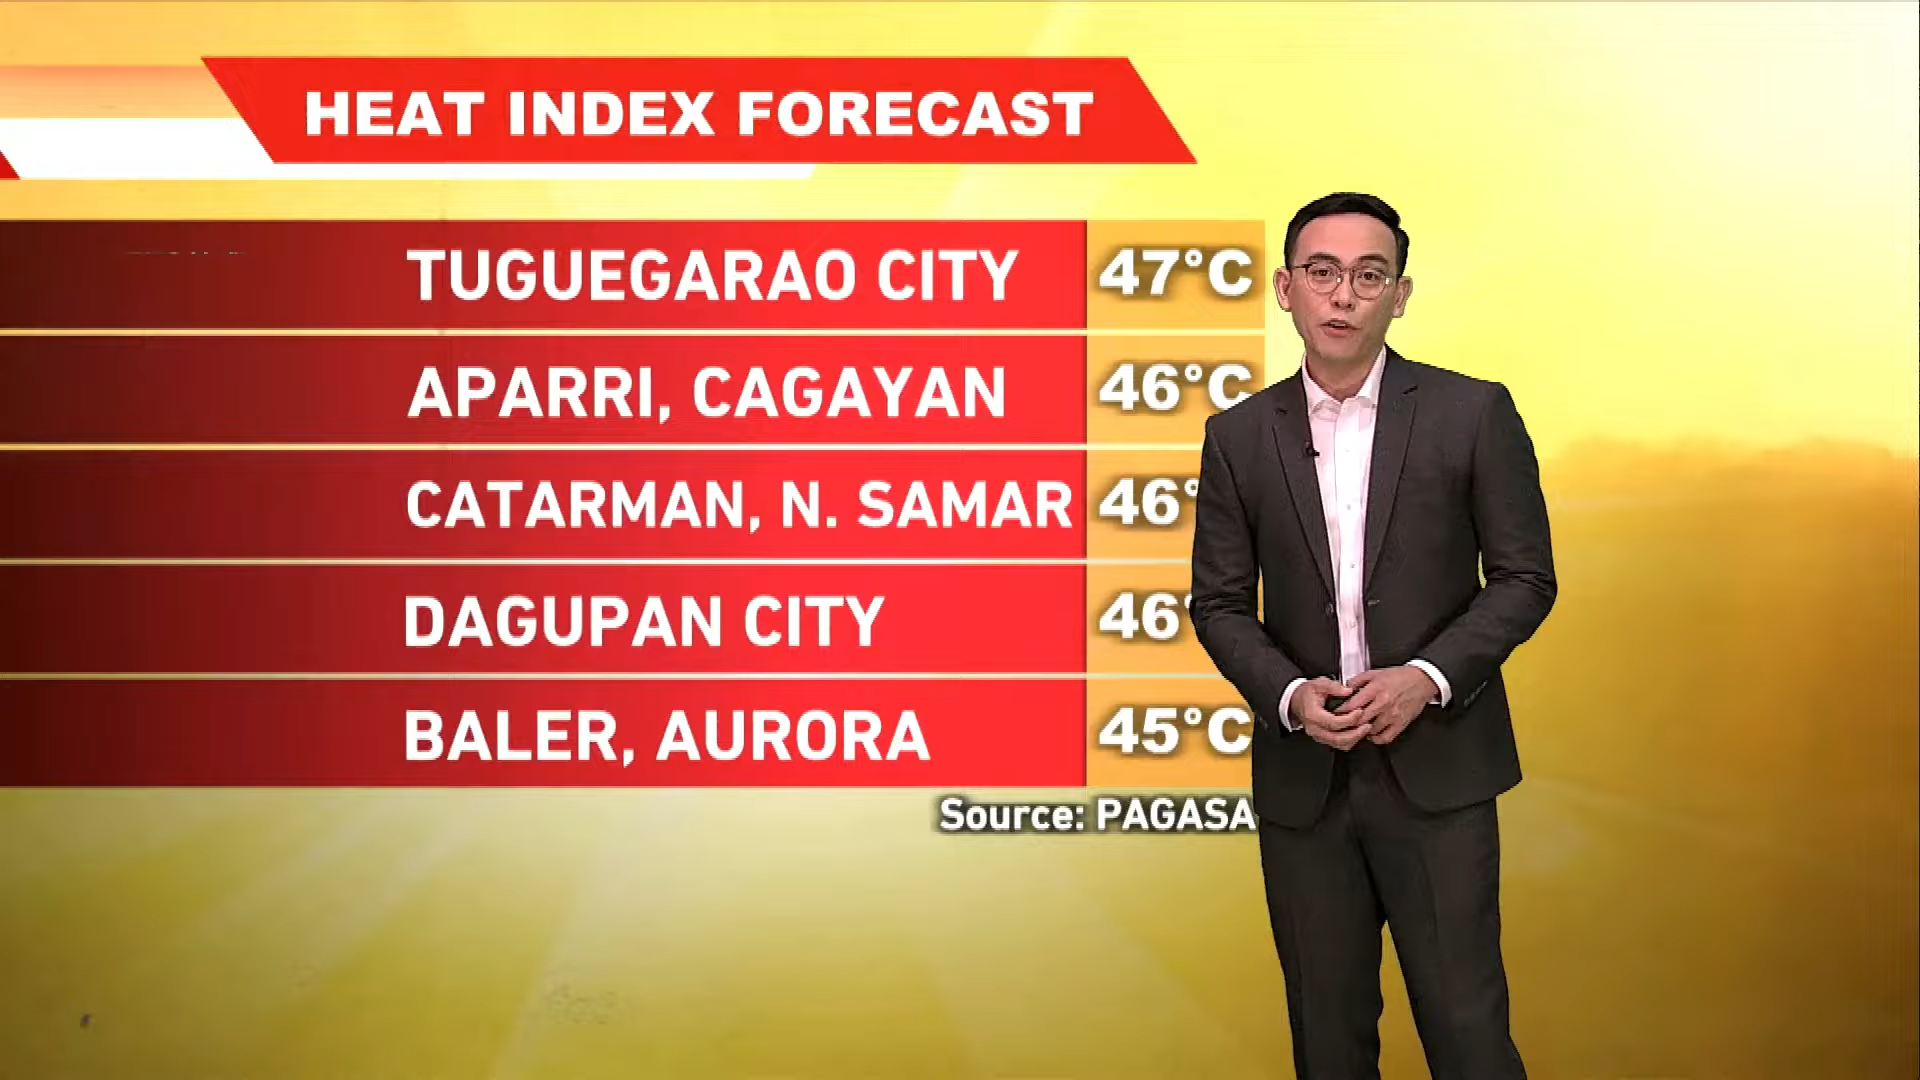 HEAT INDEX FORECAST
TUGUEGARAO CITY 47°C
APARRI, CAGAYAN 46°C
CATARMAN, N. SAMAR 46°
DAGUPAN CITY 46°
BALER, AURORA 45°C
Source: PAGASA